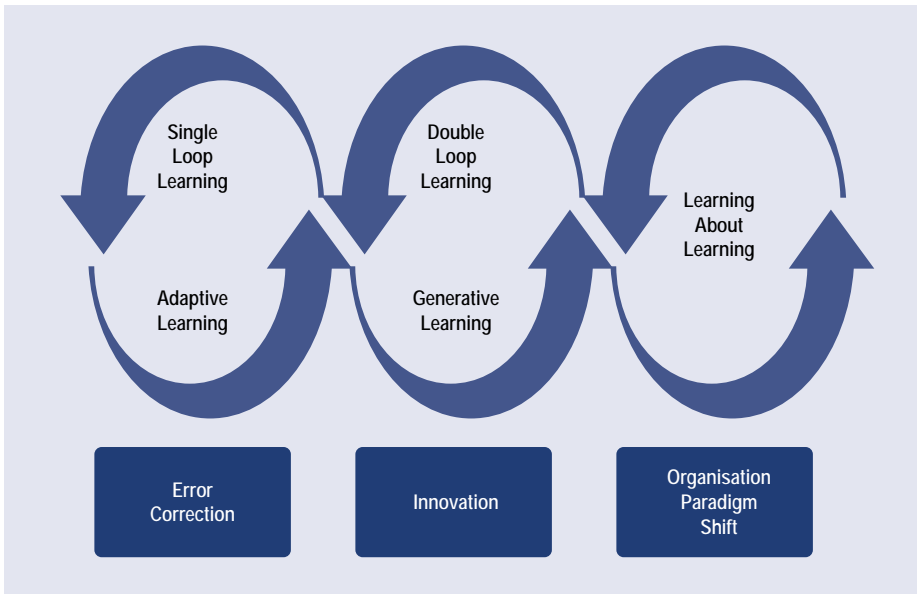 Single
Loop
Learning
Adaptive
Learning
Double
Loop
Learning
Generative
Learning
Learning
About
Learning
Error
Correction
Innovation
Organisation
Paradigm
Shift